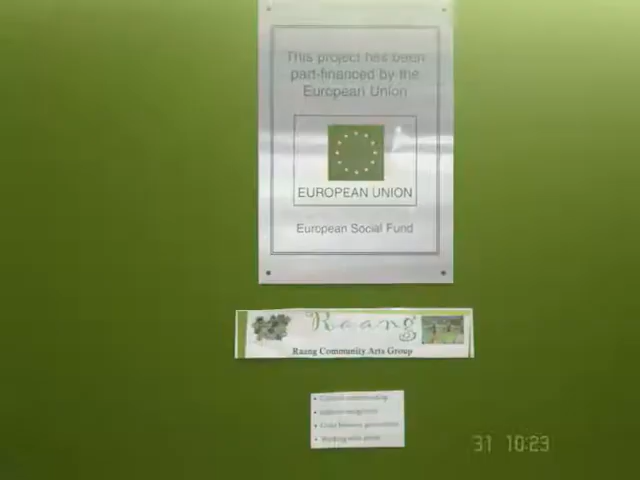 This project has been
part-financed by the
European Union
EUROPEAN UNION
European Social Fund
Raang
Raang Community Arts Group
31 10:23